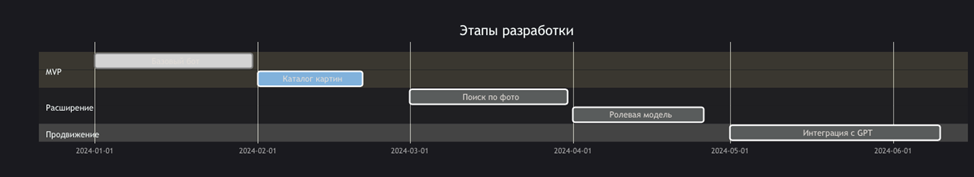 Этапы разработки
MVP
Каталог картин
Поиск по фото
Расширение
Ролевая модель
Продвижение
Интеграция с GPT
2024-01-01
2024-02-01
2024-03-01
2024-04-01
2024-05-01
2024-06-01